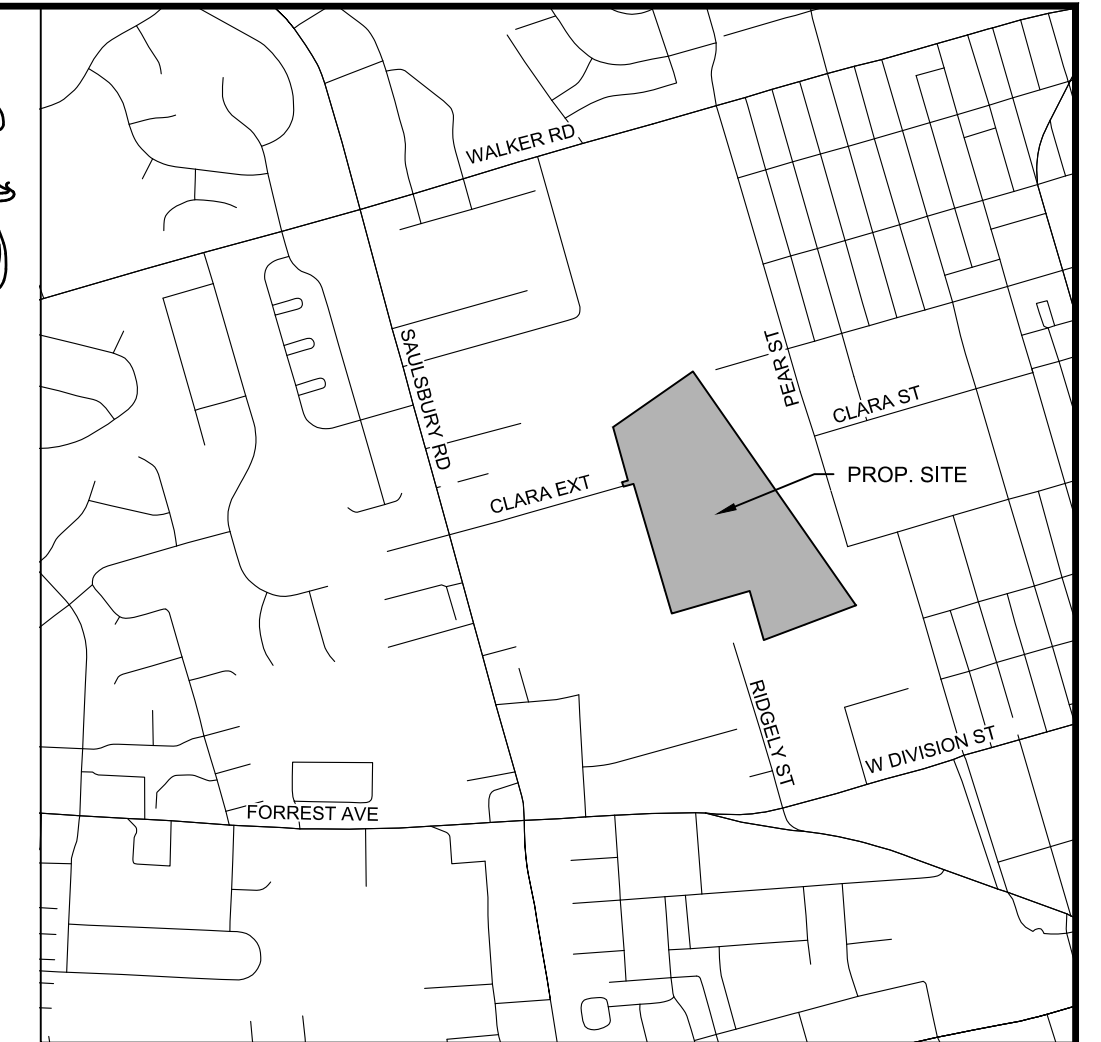 WALKER RD
SAULSBURY RD
PEAR ST
CLARA ST
PROP. SITE
CLARA EXT
RIDGELY ST
W DIVISION ST
FORREST AVE